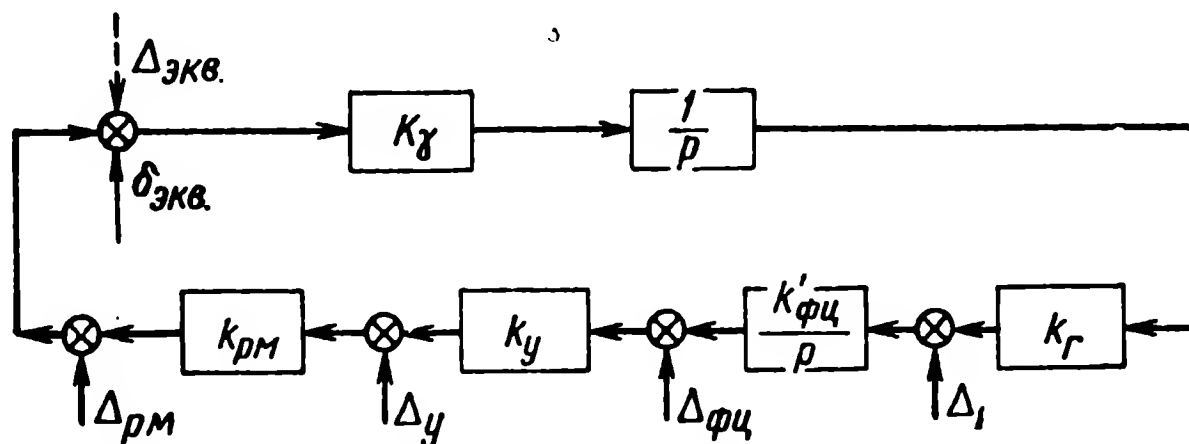 Δэкв.
δэкв.
Kγ
1/p
Δрм
kрм
Δу
kу
Δфц
k'фц/p
Δ1
kг